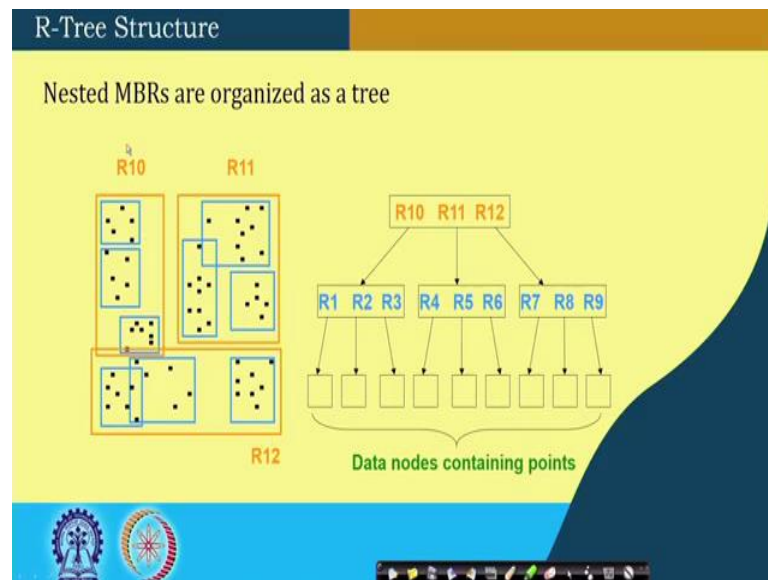 R-Tree Structure
Nested MBRs are organized as a tree
R10 R11
R12
R10 R11 R12
R1 R2 R3 R4 R5 R6 R7 R8 R9
Data nodes containing points